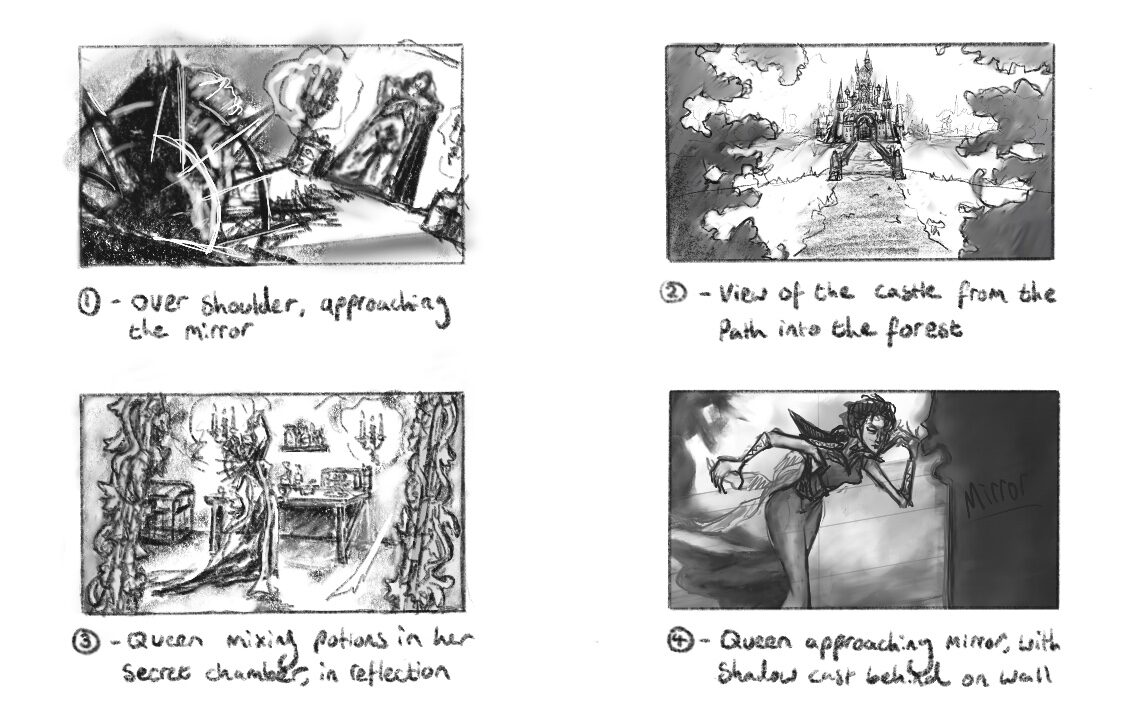 ① - Over shoulder, approaching
the mirror
② - View of the castle from the
Path into the forest
③ - Queen mixing potions in her
secret chamber, in reflection
Mirror
④ - Queen approaching mirror, with
shadow cast behind on wall